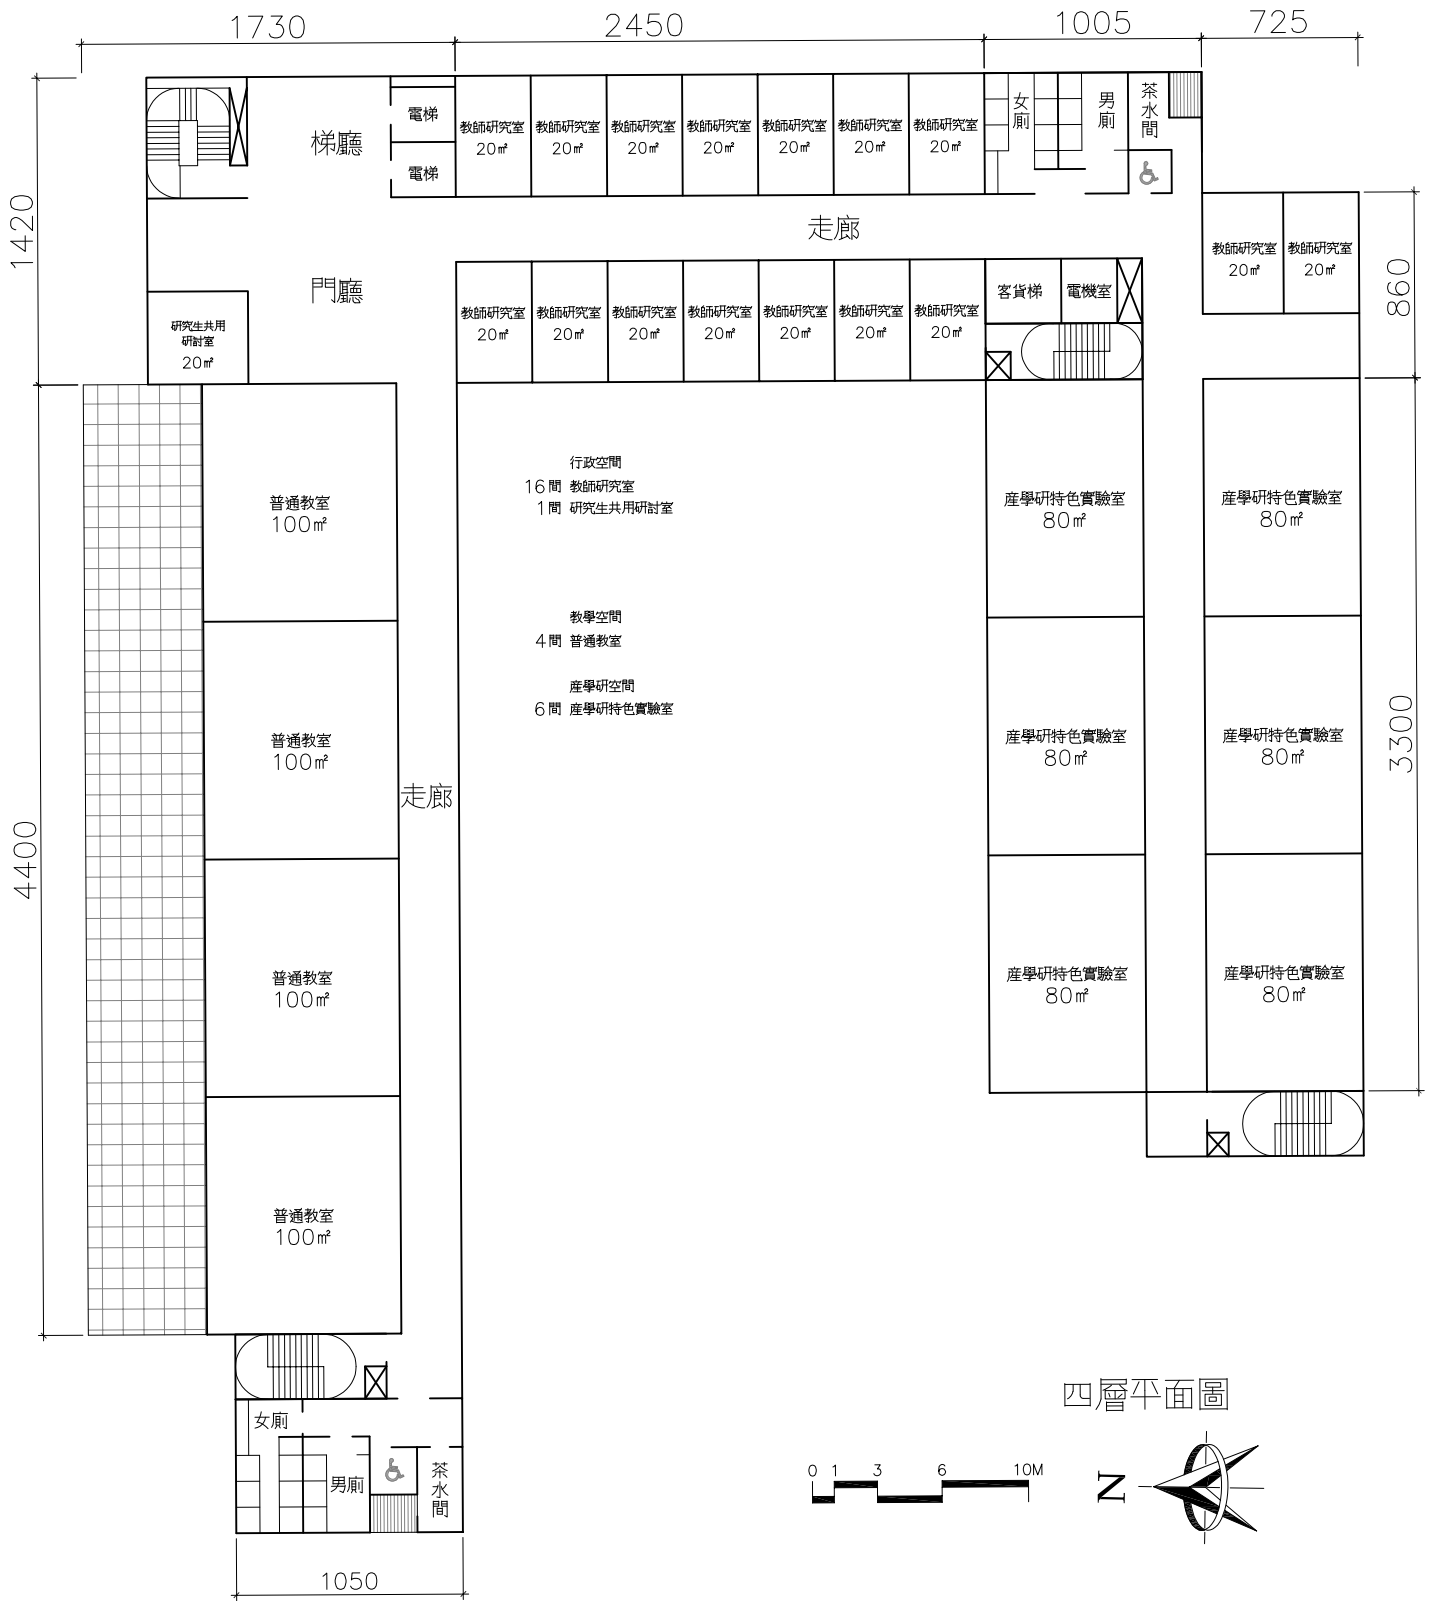 1730
2450
1005
725
電梯
梯廳
電梯
教師研究室
20㎡
教師研究室
20㎡
教師研究室
20㎡
教師研究室
20㎡
教師研究室
20㎡
教師研究室
20㎡
教師研究室
20㎡
女廁
男廁
茶水間
1420
走廊
教師研究室
20㎡
教師研究室
20㎡
860
門廳
研究生共用
研討室
20㎡
教師研究室
20㎡
教師研究室
20㎡
教師研究室
20㎡
教師研究室
20㎡
教師研究室
20㎡
教師研究室
20㎡
教師研究室
20㎡
客貨梯
電機室
行政空間
16間 教師研究室
1間 研究生共用研討室
普通教室
100㎡
產學研特色實驗室
80㎡
產學研特色實驗室
80㎡
教學空間
4間 普通教室
產學研空間
6間 產學研特色實驗室
普通教室
100㎡
產學研特色實驗室
80㎡
產學研特色實驗室
80㎡
3300
走廊
4400
普通教室
100㎡
產學研特色實驗室
80㎡
產學研特色實驗室
80㎡
普通教室
100㎡
女廁
男廁
茶水間
1050
四層平面圖
0 1 3 6 10M
N